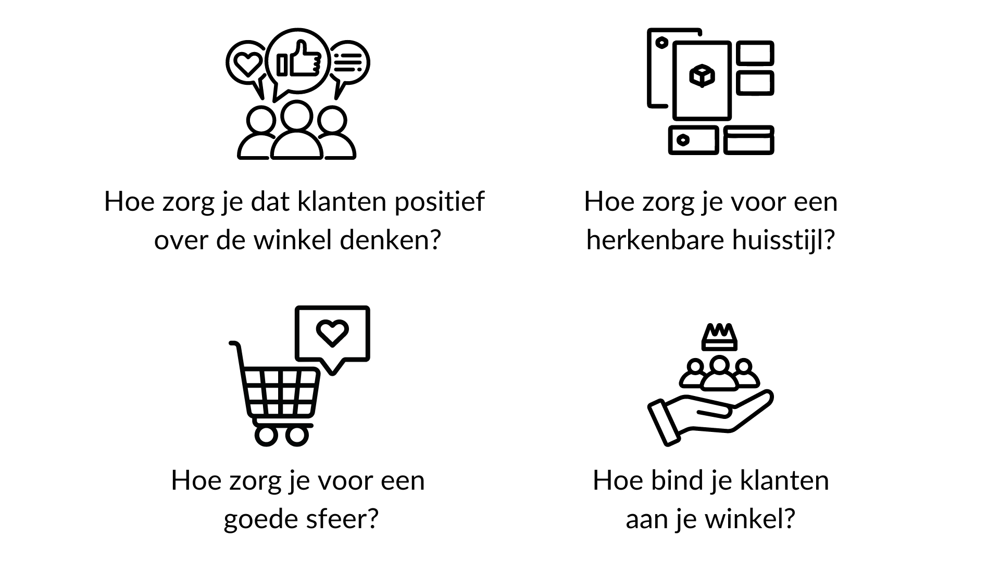 Hoe zorg je dat klanten positief
over de winkel denken?
Hoe zorg je voor een
herkenbare huisstijl?
Hoe zorg je voor een
goede sfeer?
Hoe bind je klanten
aan je winkel?